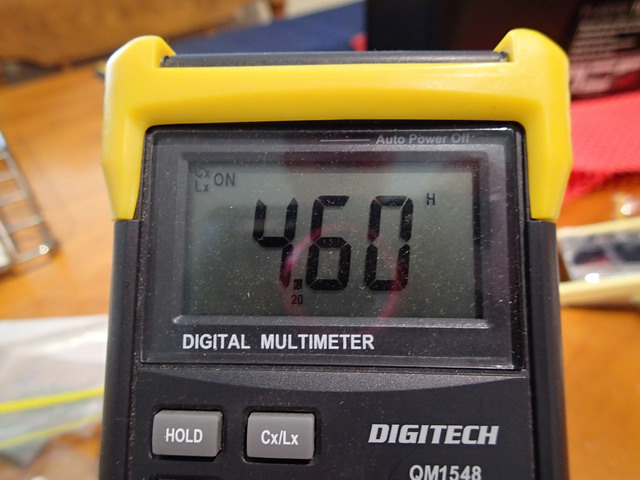 Auto Power Off
Cx
Lx ON
4.60 H
20
DIGITAL MULTIMETER
HOLD
Cx/Lx
DIGITECH
QM1548